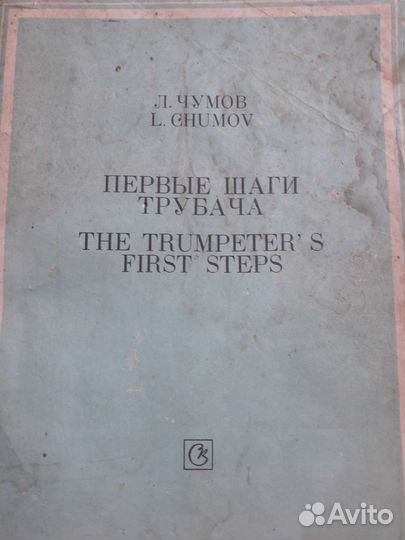 Л. ЧУМОВ
L. CHUMOV
ПЕРВЫЕ ШАГИ
ТРУБАЧА
THE TRUMPETER'S
FIRST STEPS
Avito